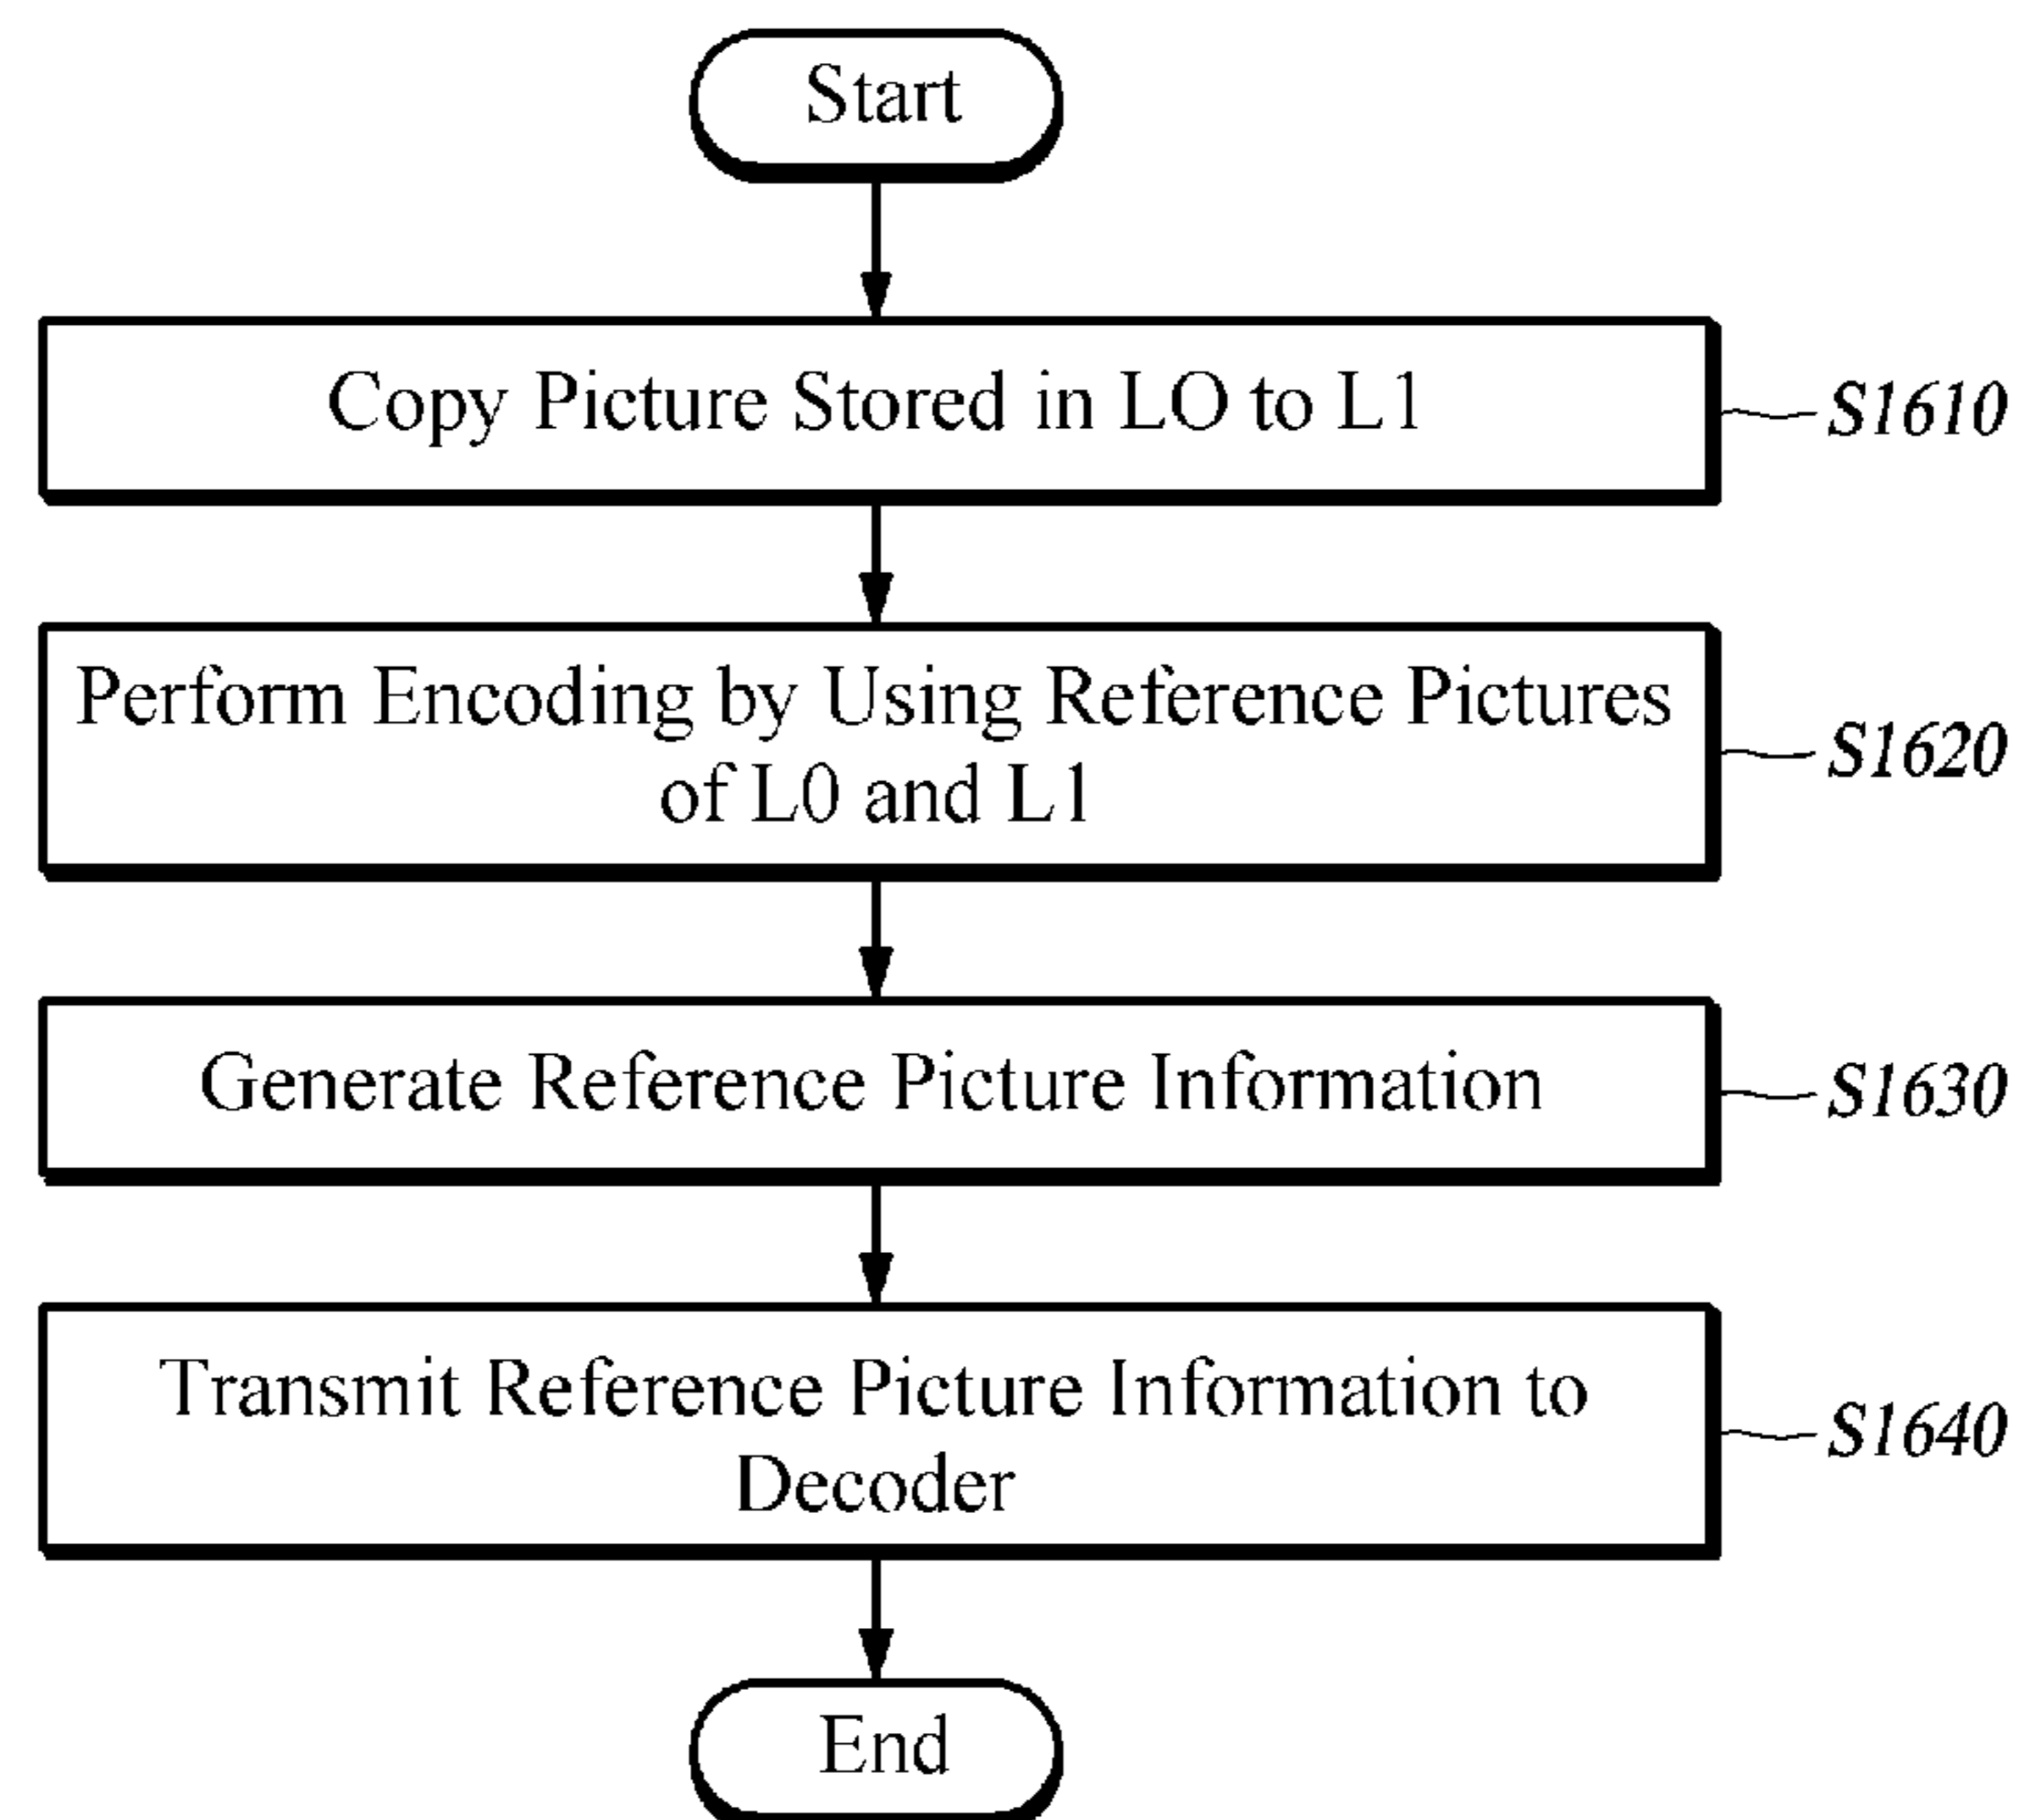 Start
Copy Picture Stored in LO to L1
S1610
Perform Encoding by Using Reference Pictures
of L0 and L1
S1620
Generate Reference Picture Information
S1630
Transmit Reference Picture Information to
Decoder
S1640
End